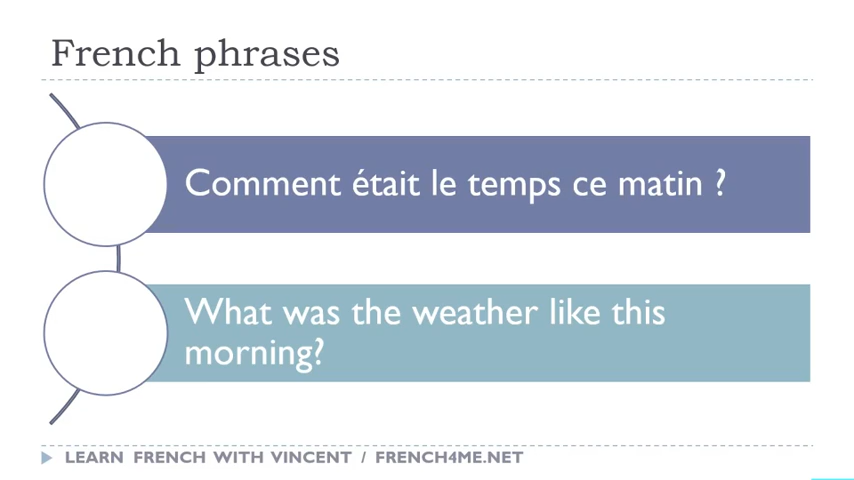 French phrases
Comment était le temps ce matin ?
What was the weather like this
morning?
LEARN FRENCH WITH VINCENT / FRENCH4ME.NET